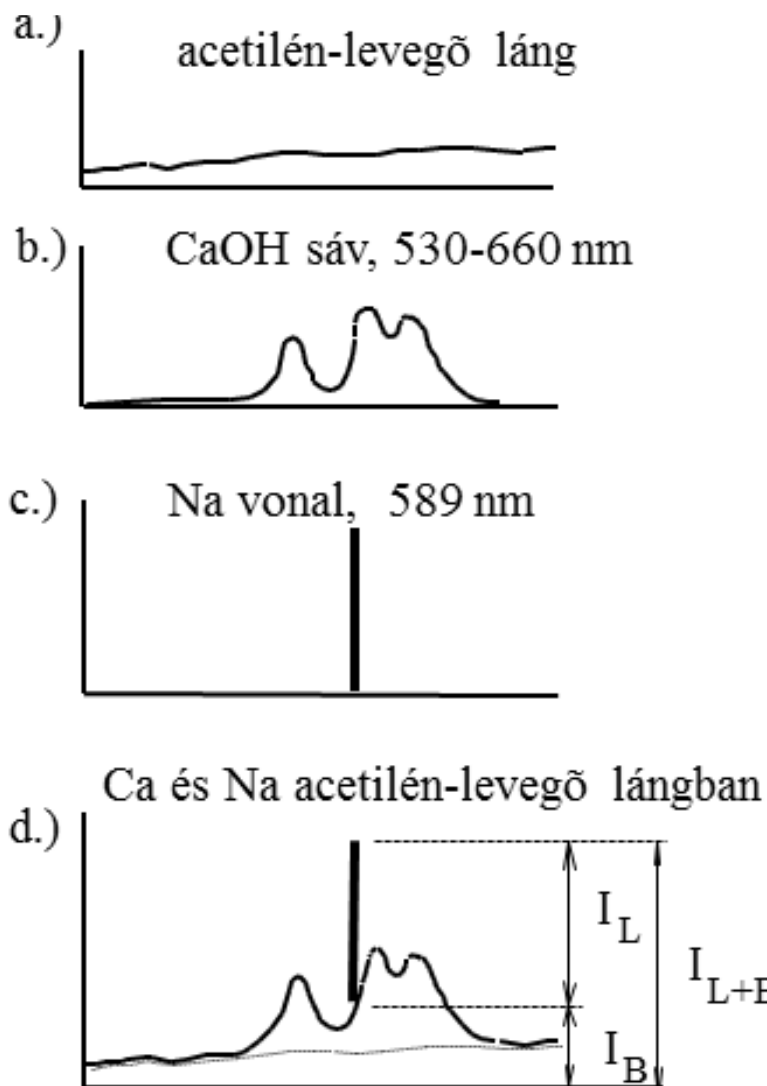 a.)
acetilén-levegõ láng
b.)
CaOH sáv, 530-660 nm
c.)
Na vonal, 589 nm
Ca és Na acetilén-levegõ lángban
d.)
I_L
I_L+B
I_B